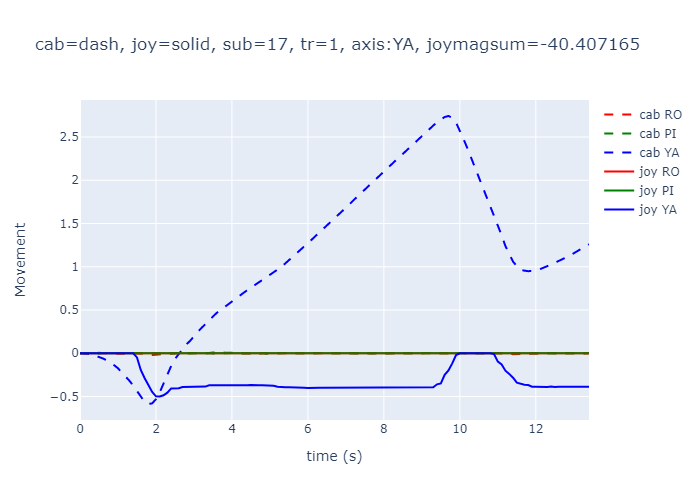 cab=dash, joy=solid, sub=17, tr=1, axis:YA, joymagsum=-40.407165
cab RO
cab PI
cab YA
joy RO
joy PI
joy YA
Movement
2.5
2
1.5
1
0.5
0
−0.5
0 2 4 6 8 10 12
time (s)